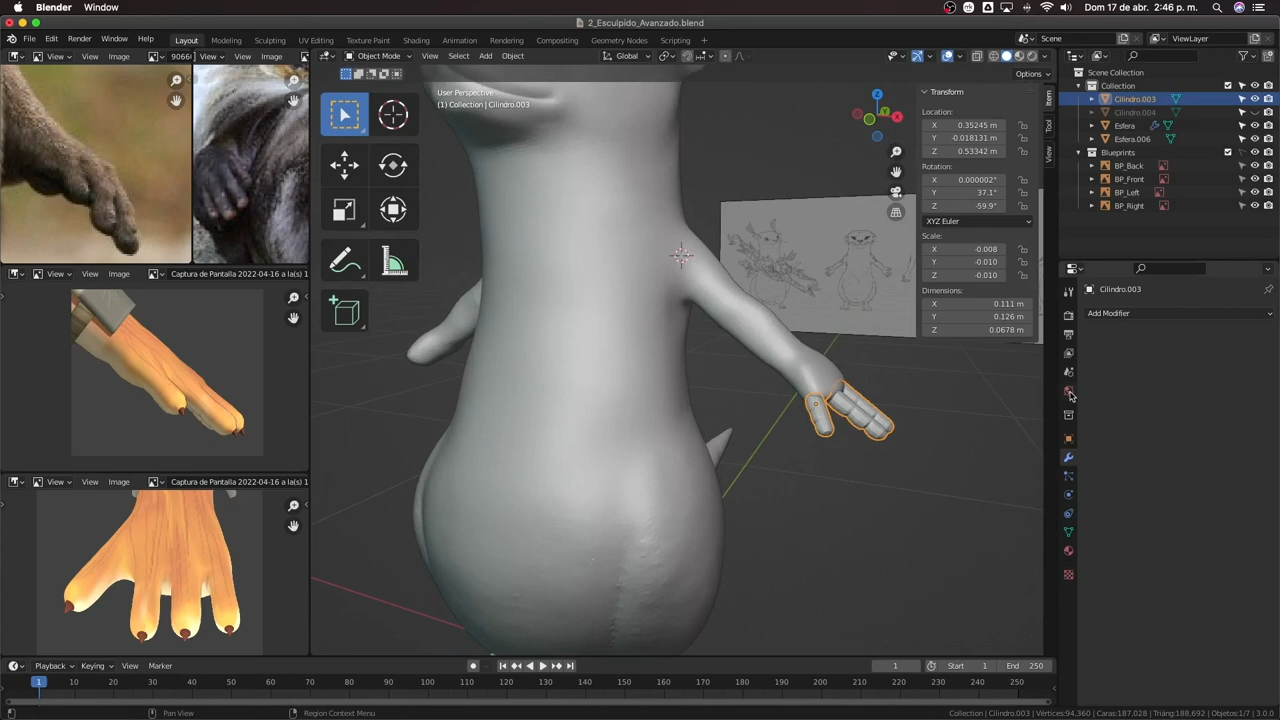 Blender Window
Dom 17 de abr. 2:46 p. m.
2_Esculpido_Avanzado.blend
File Edit Render Window Help
Layout Modeling Sculpting UV Editing Texture Paint Shading Animation Rendering Compositing Geometry Nodes Scripting
Scene
ViewLayer
View Image
9066
View Image
Object Mode
View Select Add Object
Global
Options
User Perspective
(1) Collection | Cilindro.003
Transform
Location:
X 0.35245 m
Y -0.018131 m
Z 0.53342 m
Rotation:
X 0.000002°
Y 37.1°
Z -59.9°
XYZ Euler
Scale:
X -0.008
Y -0.010
Z -0.010
Dimensions:
X 0.111 m
Y 0.126 m
Z 0.0678 m
Item
Tool
View
X
Y
Z
Scene Collection
Collection
Cilindro.003
Cilindro.004
Esfera
Esfera.006
Blueprints
BP_Back
BP_Front
BP_Left
BP_Right
Cilindro.003
Add Modifier
View Image
Captura de Pantalla 2022-04-16 a la(s) 1
View Image
Captura de Pantalla 2022-04-16 a la(s) 1
Playback Keying View Marker
1
Start 1
End 250
1 10 20 30 40 50 60 70 80 90 100 110 120 130 140 150 160 170 180 190 200 210 220 230 240 250
Pan View
Region Context Menu
Collection | Cilindro.003 | Vértices:94,360 | Caras:187,028 | Triáng:188,692 | Objects:1/7 | 3.0.0